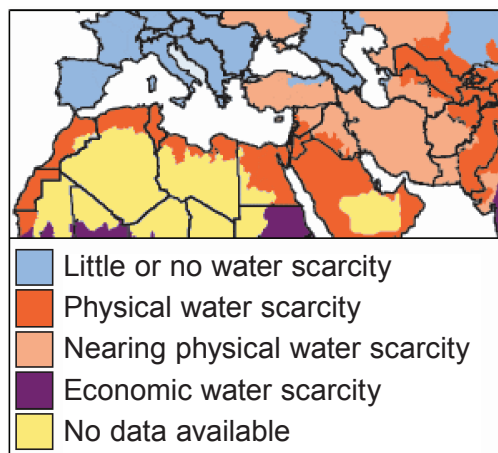 Little or no water scarcity
Physical water scarcity
Nearing physical water scarcity
Economic water scarcity
No data available